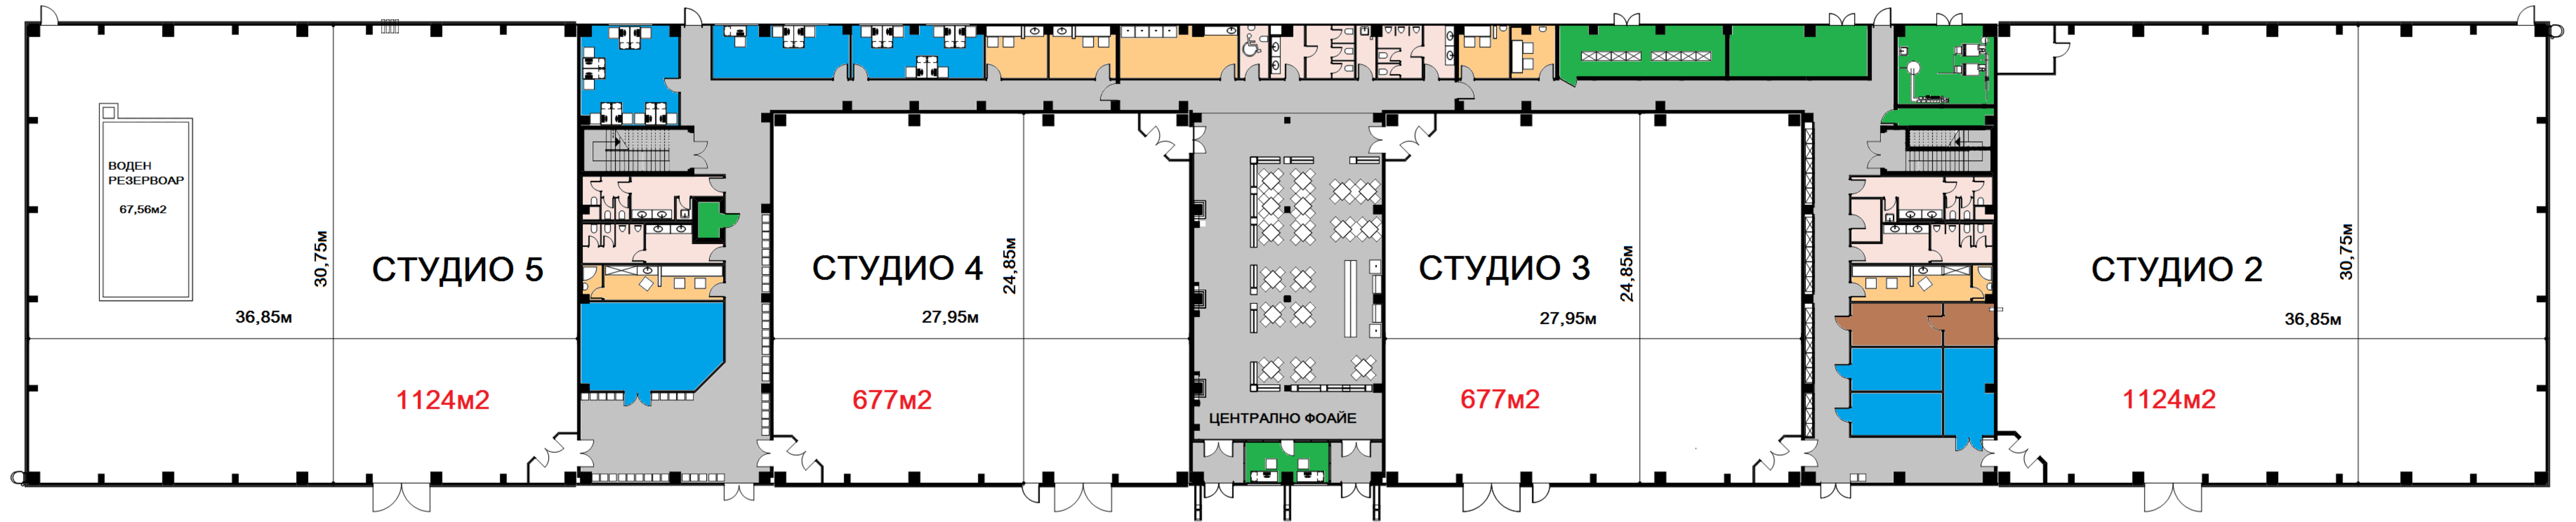 ВОДЕН
РЕЗЕРВОАР
67,56м2
30,75м
СТУДИО 5
36,85м
1124м2
СТУДИО 4
24,85м
27,95м
677м2
ЦЕНТРАЛНО ФОАЙЕ
СТУДИО 3
24,85м
27,95м
677м2
СТУДИО 2
30,75м
36,85м
1124м2